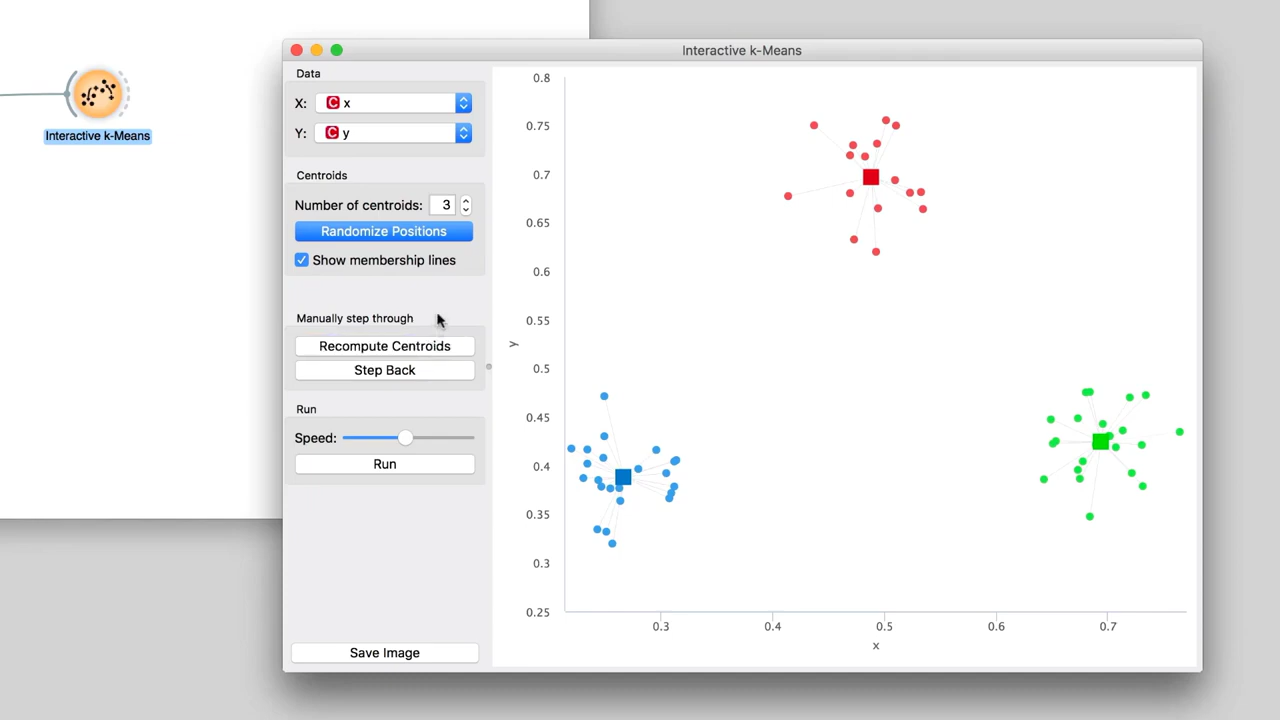 Interactive k-Means
Interactive k-Means
Data
X: C x
Y: C y
Centroids
Number of centroids: 3
Randomize Positions
Show membership lines
Manually step through
Recompute Centroids
Step Back
Run
Speed:
Run
Save Image
0.8
0.75
0.7
0.65
0.6
0.55
y
0.5
0.45
0.4
0.35
0.3
0.25
0.3 0.4 0.5 0.6 0.7
x